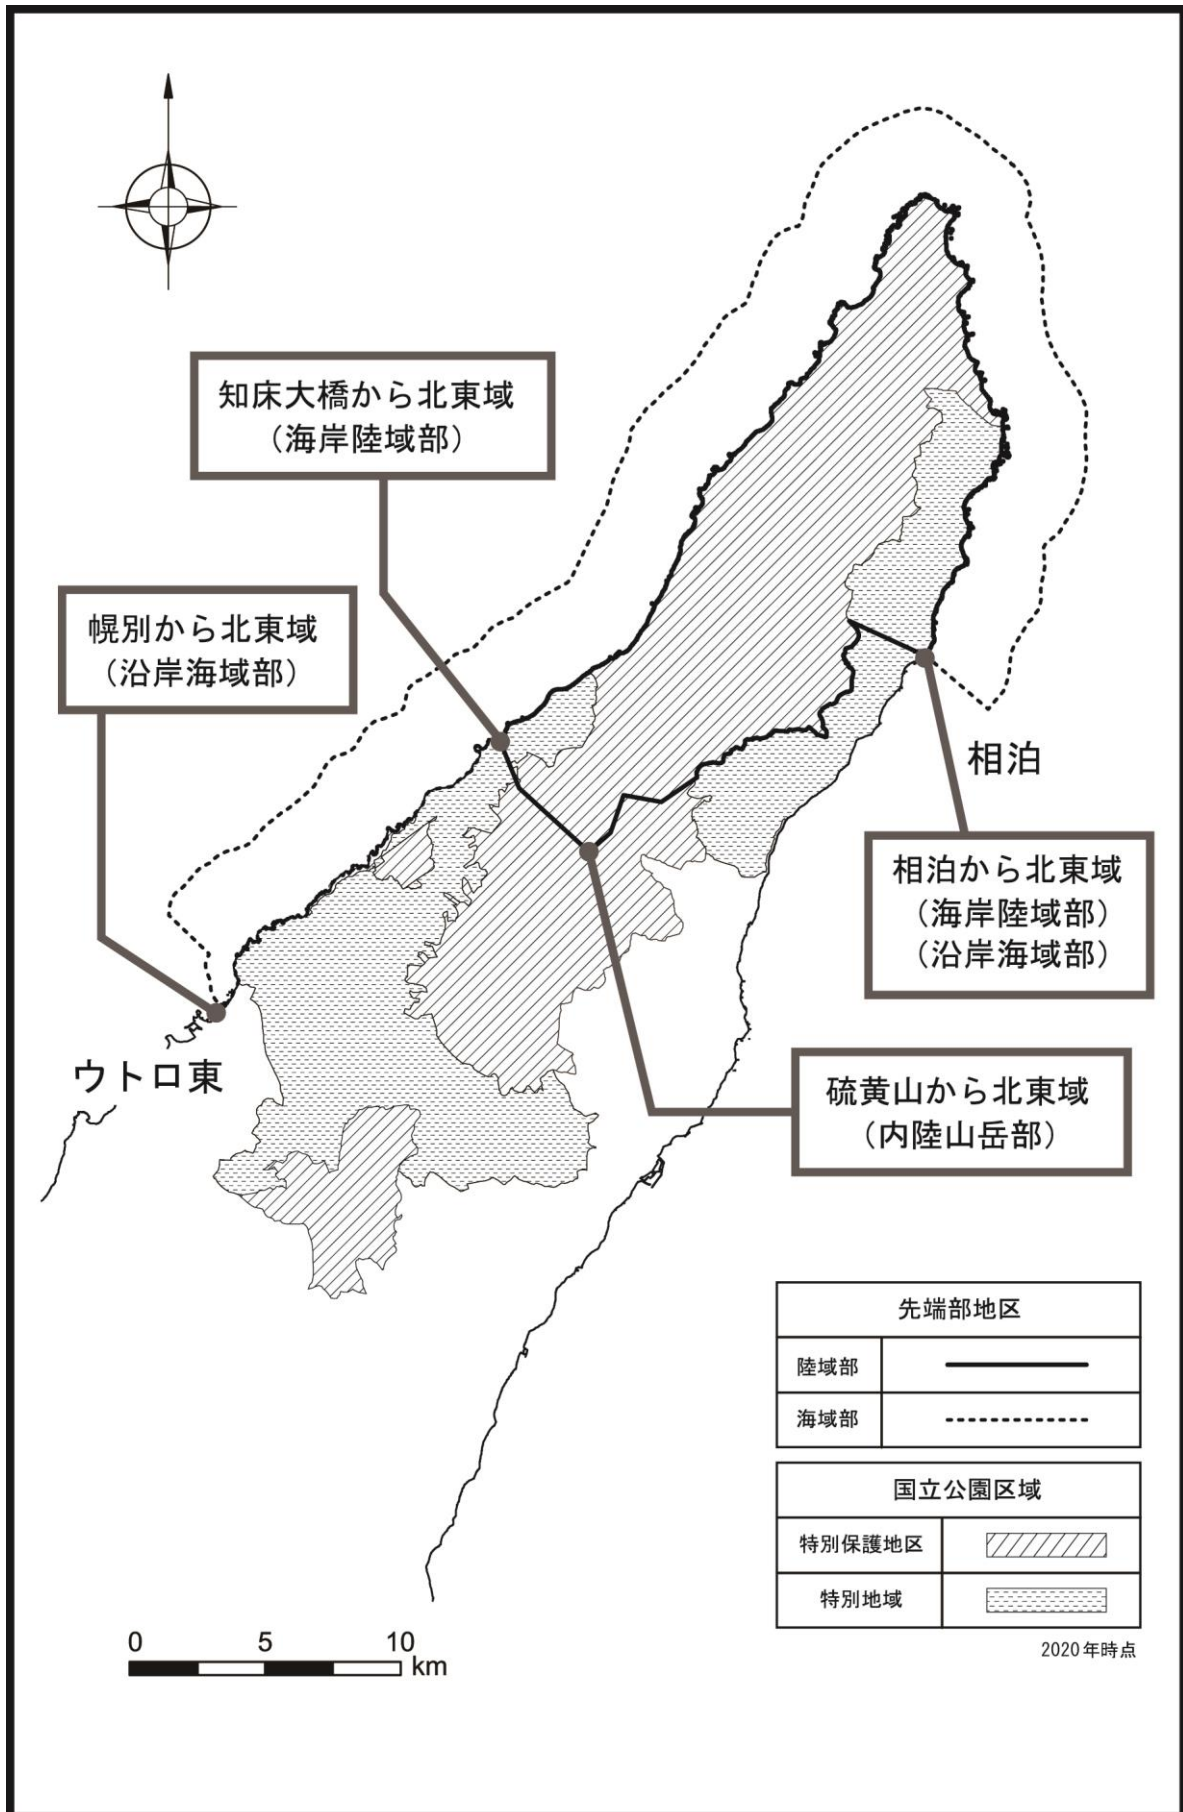 知床大橋から北東域
（海岸陸域部）
幌別から北東域
（沿岸海域部）
相泊
相泊から北東域
（海岸陸域部）
（沿岸海域部）
ウトロ東
硫黄山から北東域
（内陸山岳部）
先端部地区
陸域部
海域部
国立公園区域
特別保護地区
特別地域
2020年時点
0 5 10
km